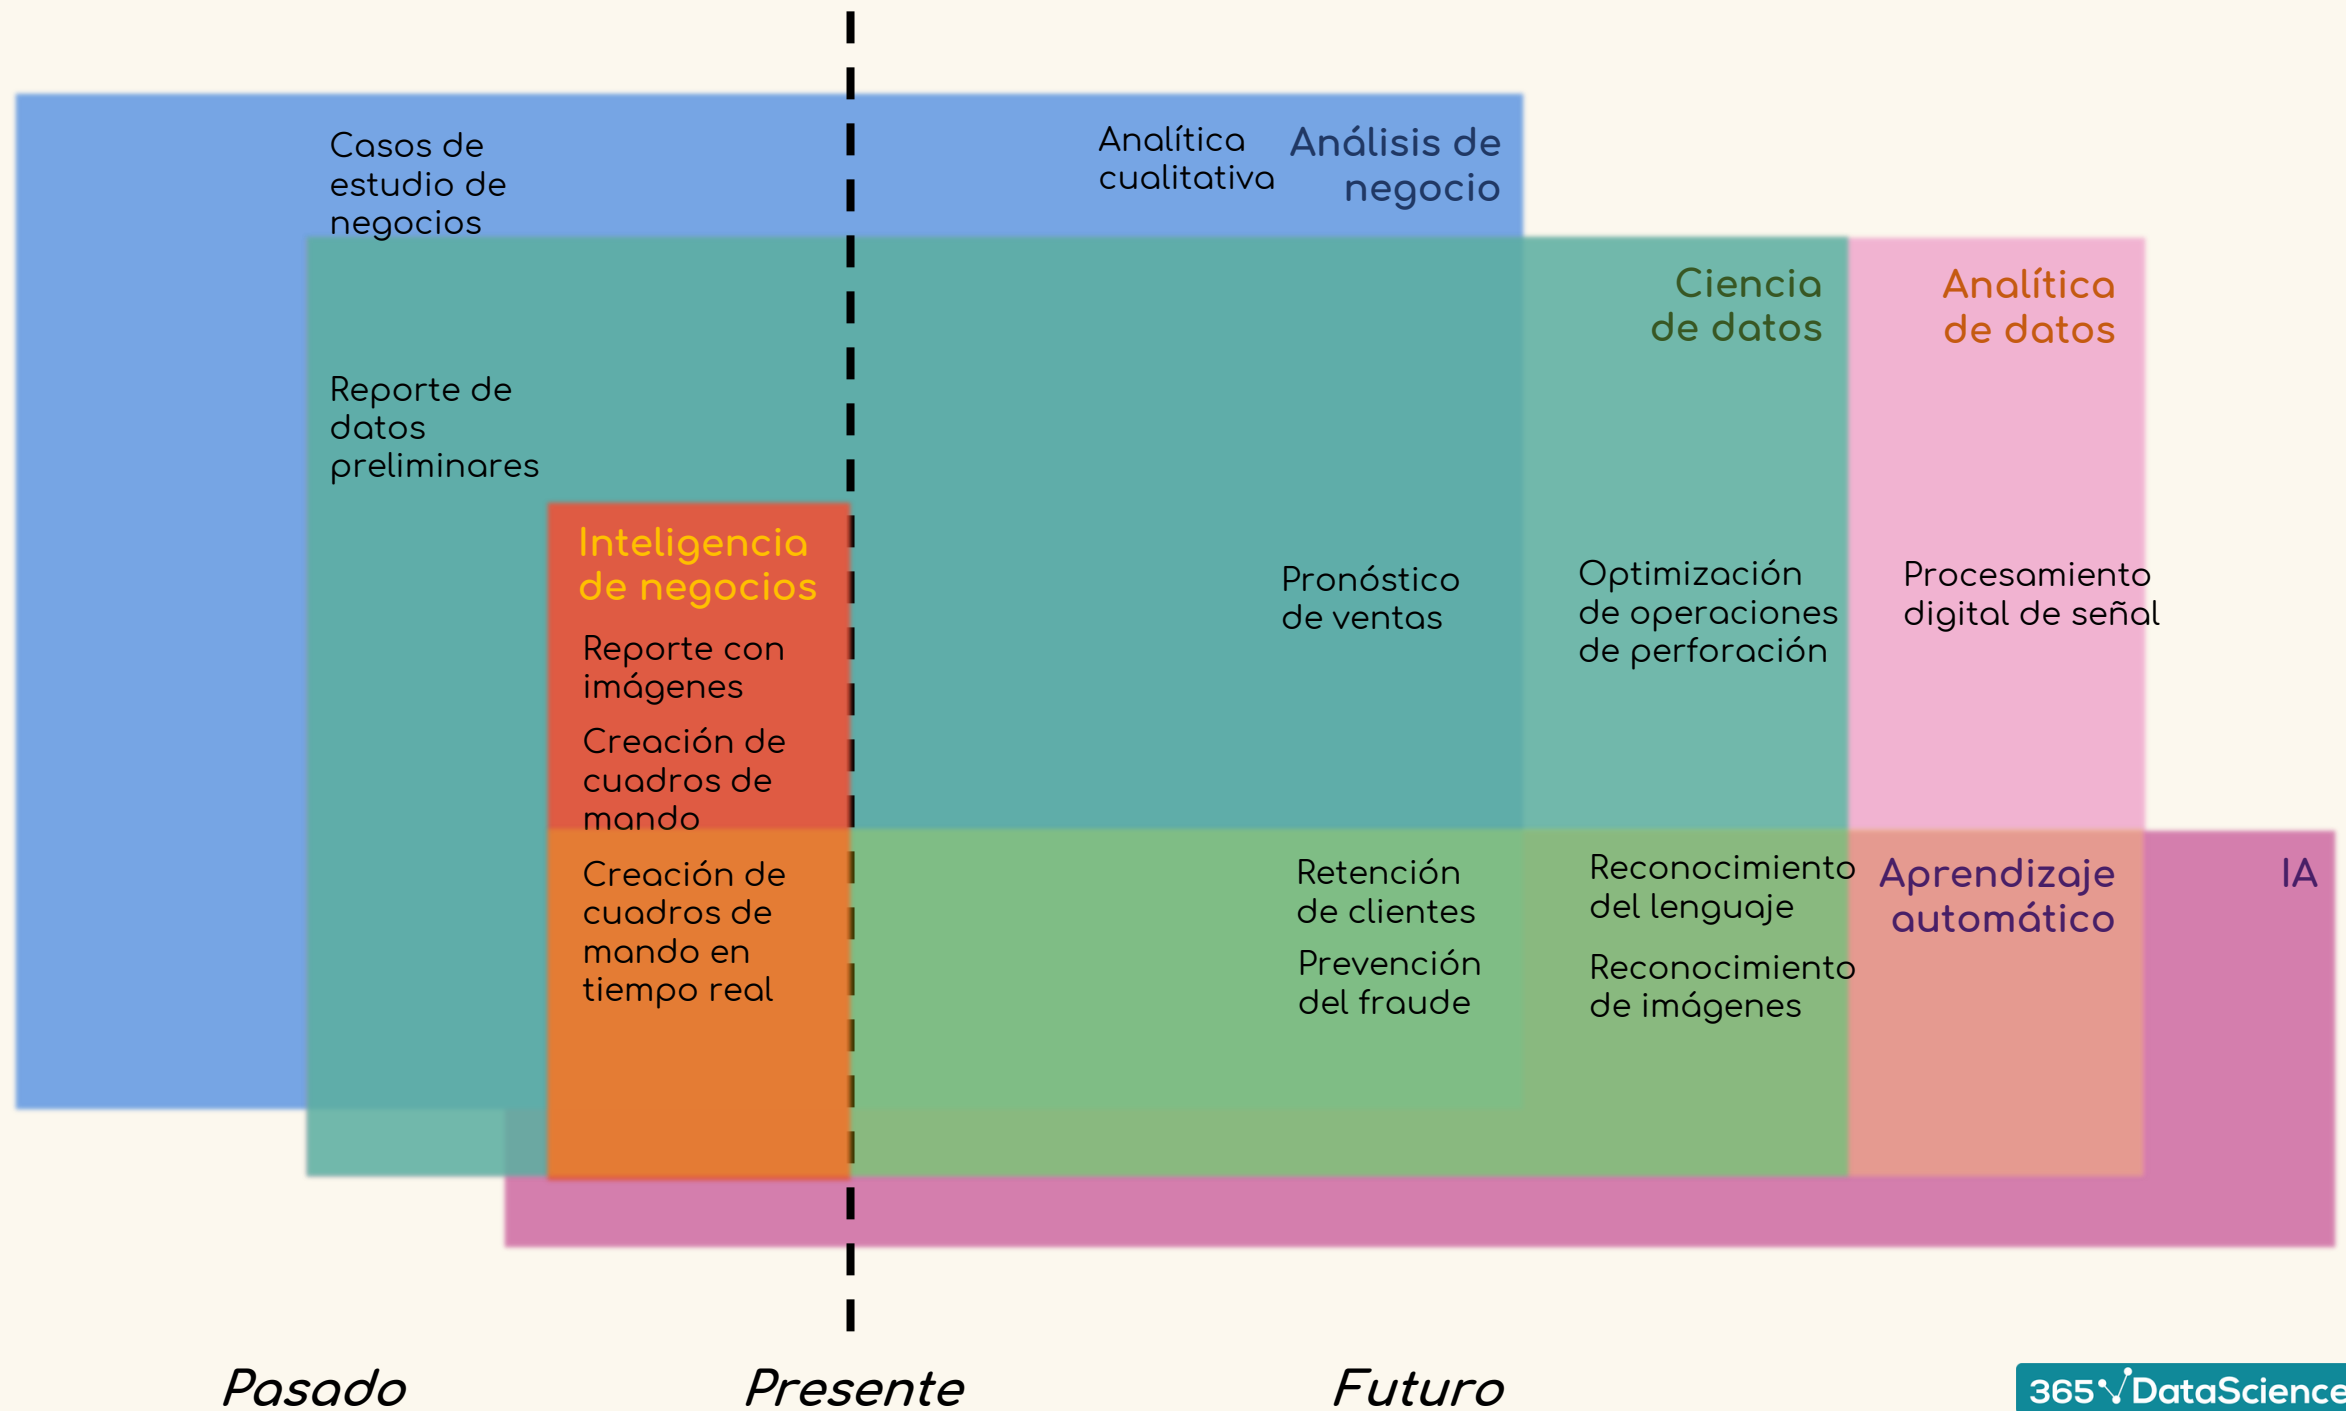 Casos de
estudio de
negocios
Analítica
cualitativa
Análisis de
negocio
Ciencia
de datos
Analítica
de datos
Reporte de
datos
preliminares
Inteligencia
de negocios
Reporte con
imágenes
Creación de
cuadros de
mando
Creación de
cuadros de
mando en
tiempo real
Pronóstico
de ventas
Optimización
de operaciones
de perforación
Procesamiento
digital de señal
Retención
de clientes
Prevención
del fraude
Reconocimiento
del lenguaje
Reconocimiento
de imágenes
Aprendizaje
automático
IA
Pasado
Presente
Futuro
365 DataScience